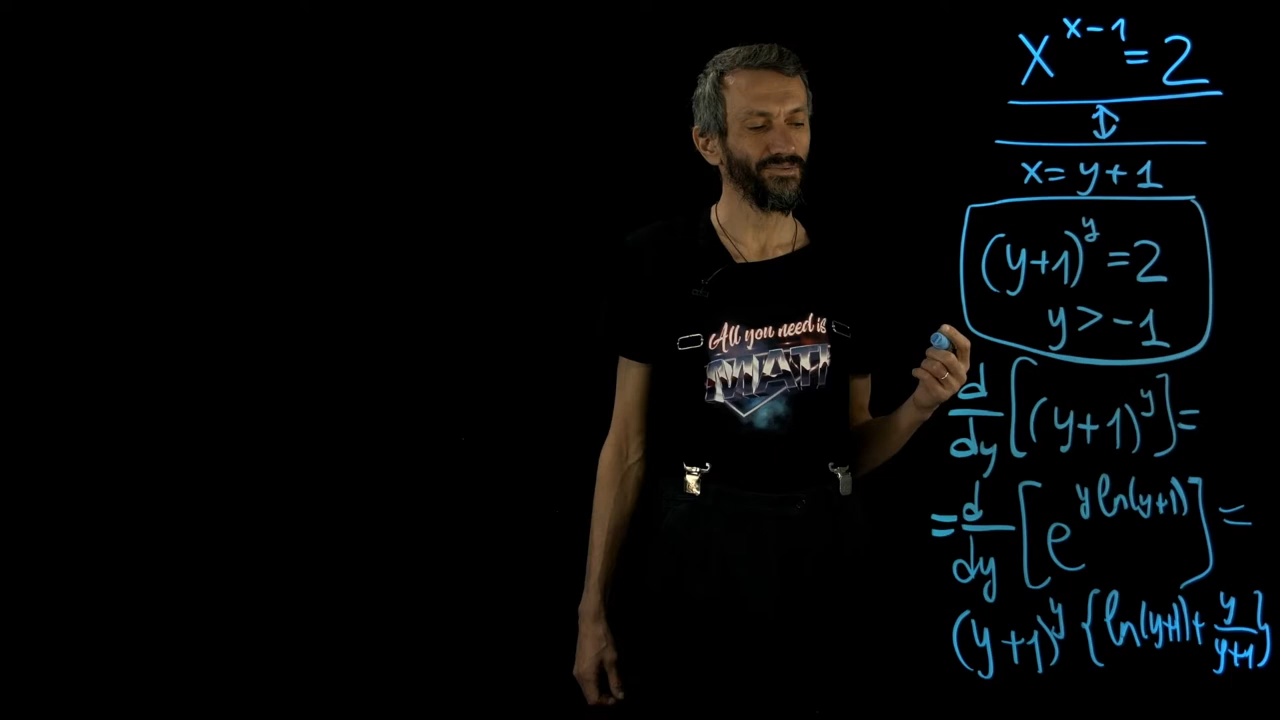 All you need is
MATH
x^{x-1} = 2
↕
x = y + 1
(y+1)^y = 2
y > -1
d/dy [(y+1)^y] =
= d/dy [e^{y ln(y+1)}] =
(y+1)^y {ln(y+1) + y/(y+1)}